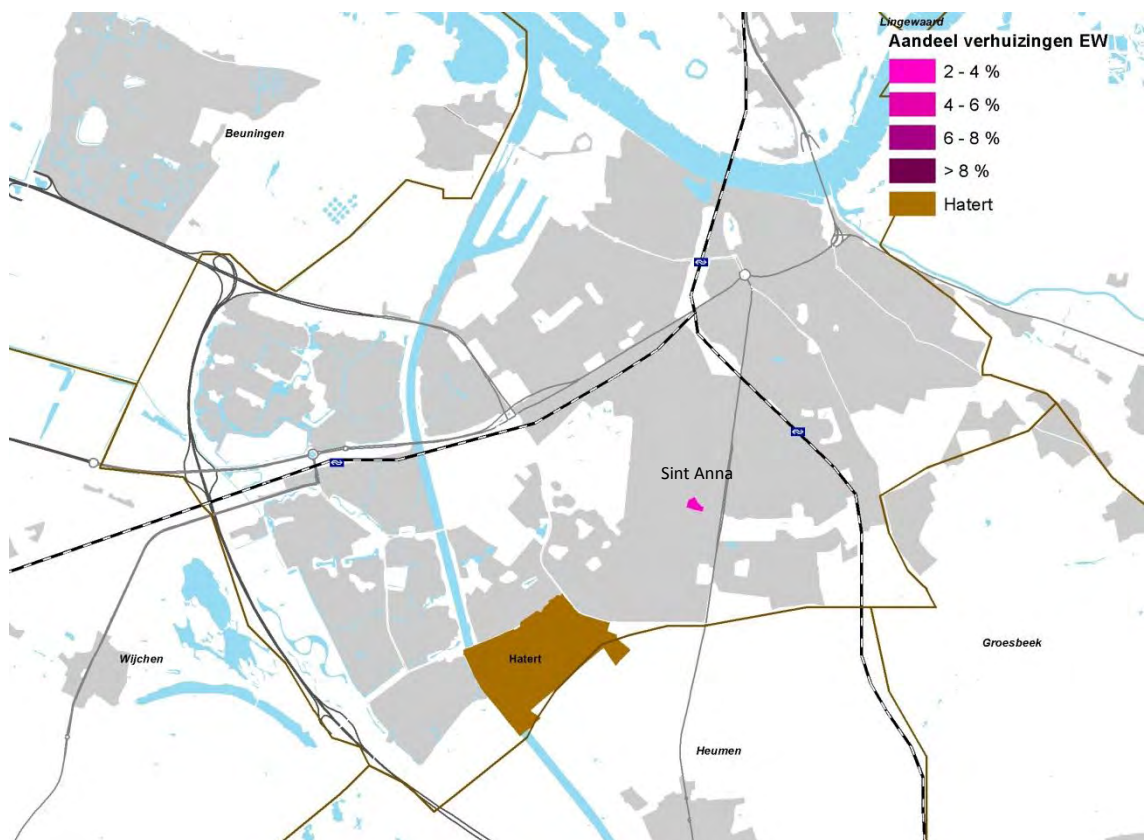 Lingewaard
Aandeel verhuizingen EW
2 - 4 %
4 - 6 %
6 - 8 %
> 8 %
Hatert
Beuningen
Sint Anna
Hatert
Wijchen
Groesbeek
Heumen